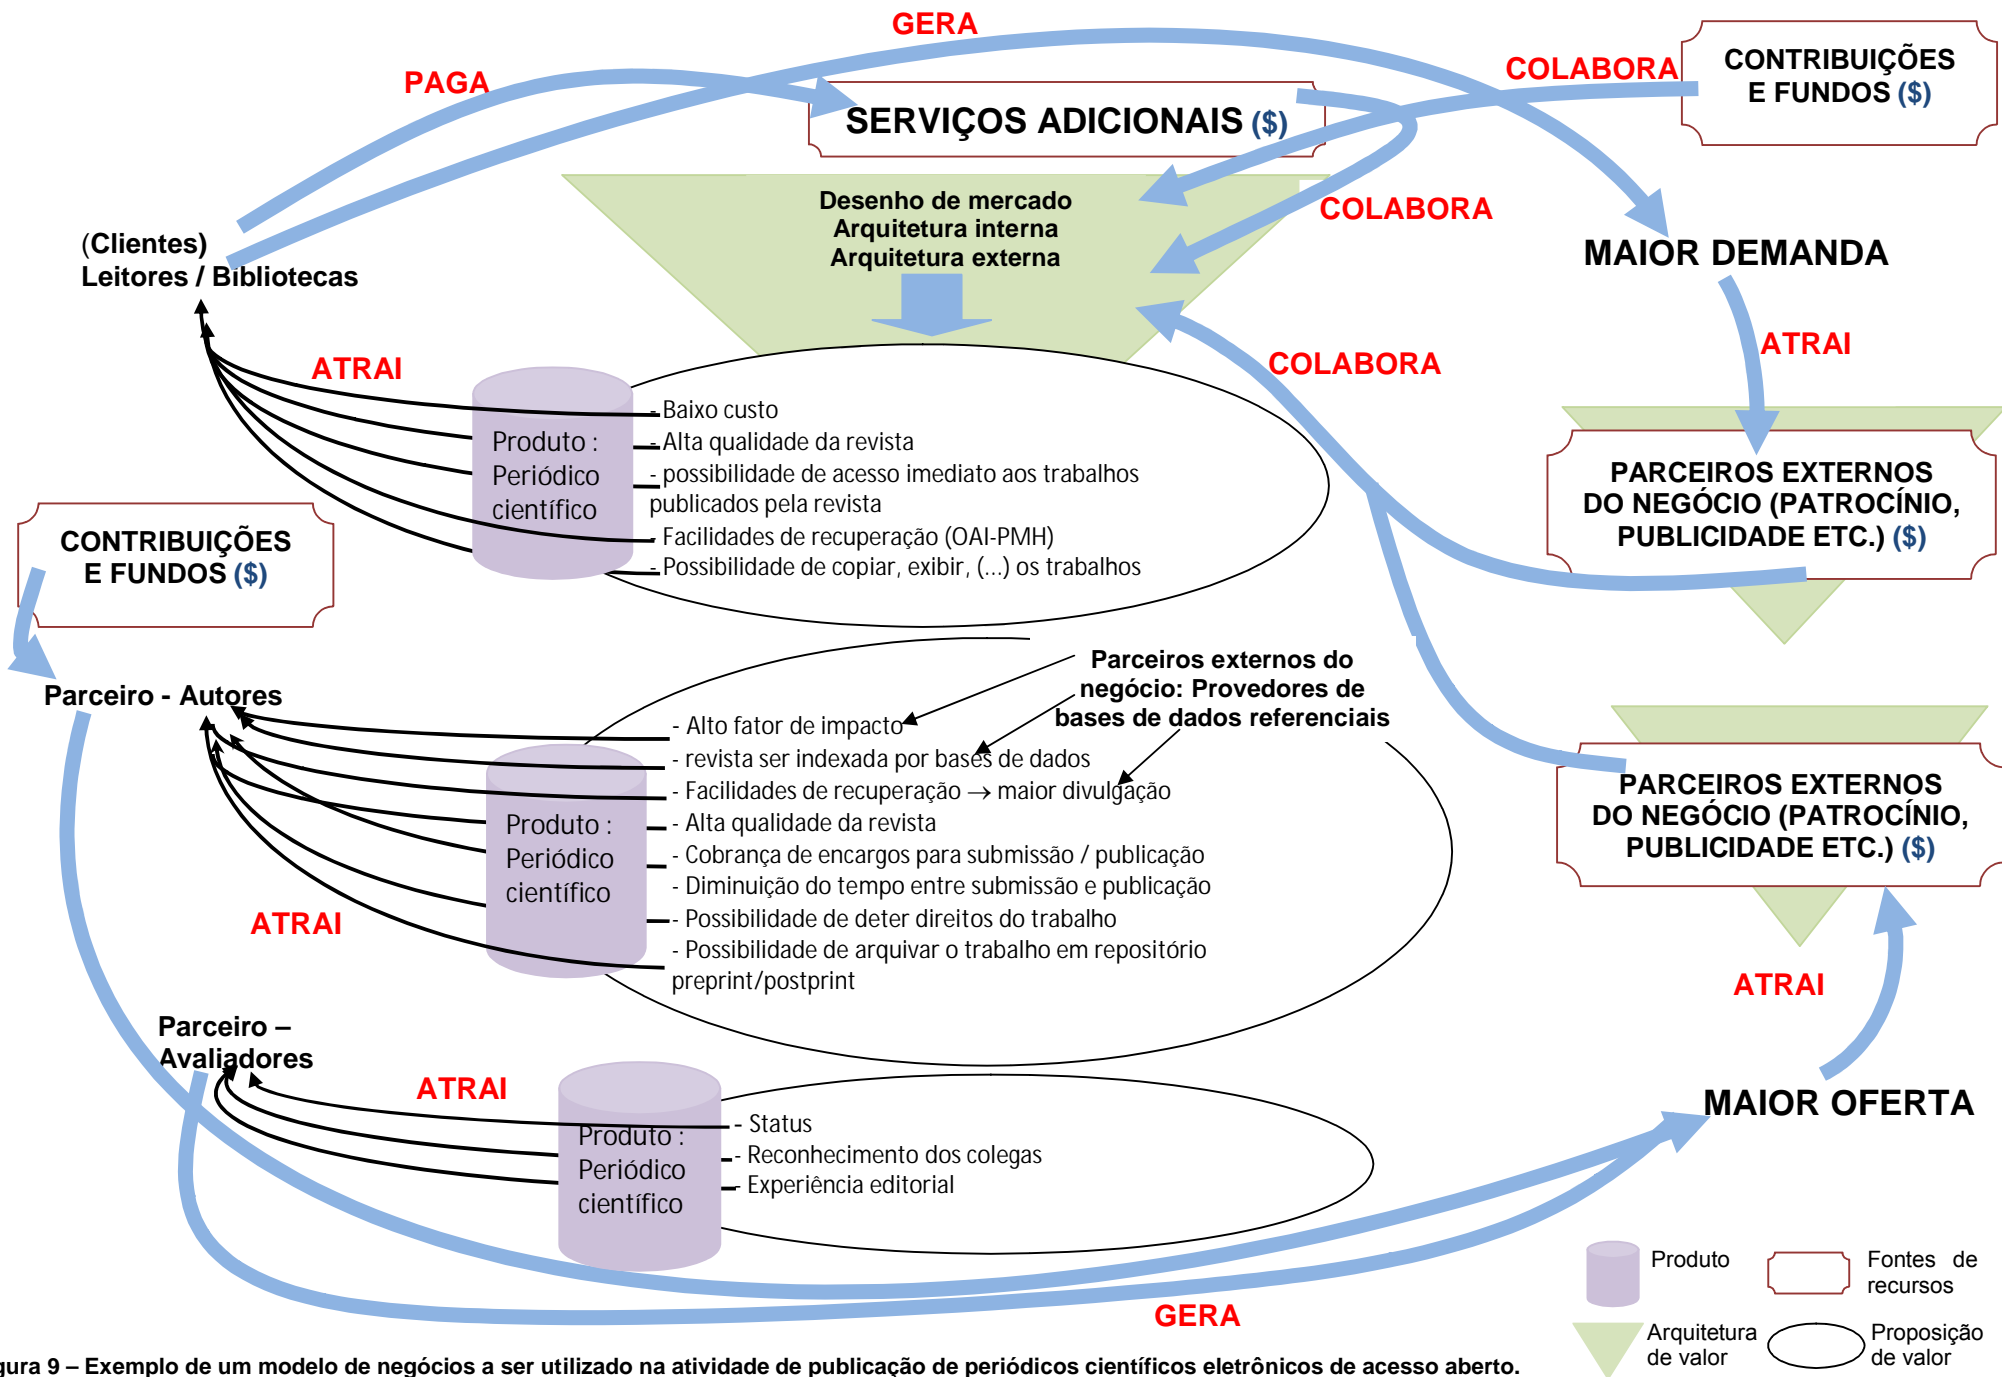 GERA
PAGA
COLABORA
CONTRIBUIÇÕES
E FUNDOS ($)
SERVIÇOS ADICIONAIS ($)
Desenho de mercado
Arquitetura interna
Arquitetura externa
COLABORA
(Clientes)
Leitores / Bibliotecas
MAIOR DEMANDA
ATRAI
ATRAI
COLABORA
Produto :
Periódico
científico
- Baixo custo
- Alta qualidade da revista
- possibilidade de acesso imediato aos trabalhos
publicados pela revista
- Facilidades de recuperação (OAI-PMH)
- Possibilidade de copiar, exibir, (...) os trabalhos
PARCEIROS EXTERNOS
DO NEGÓCIO (PATROCÍNIO,
PUBLICIDADE ETC.) ($)
CONTRIBUIÇÕES
E FUNDOS ($)
Parceiro - Autores
Parceiros externos do
negócio: Provedores de
bases de dados referenciais
Produto :
Periódico
científico
- Alto fator de impacto
- revista ser indexada por bases de dados
- Facilidades de recuperação → maior divulgação
- Alta qualidade da revista
- Cobrança de encargos para submissão / publicação
- Diminuição do tempo entre submissão e publicação
- Possibilidade de deter direitos do trabalho
- Possibilidade de arquivar o trabalho em repositório
preprint/postprint
PARCEIROS EXTERNOS
DO NEGÓCIO (PATROCÍNIO,
PUBLICIDADE ETC.) ($)
ATRAI
ATRAI
Parceiro –
Avaliadores
ATRAI
Produto :
Periódico
científico
- Status
- Reconhecimento dos colegas
- Experiência editorial
MAIOR OFERTA
GERA
Produto
Fontes de
recursos
Arquitetura
de valor
Proposição
de valor
gura 9 – Exemplo de um modelo de negócios a ser utilizado na atividade de publicação de periódicos científicos eletrônicos de acesso aberto.